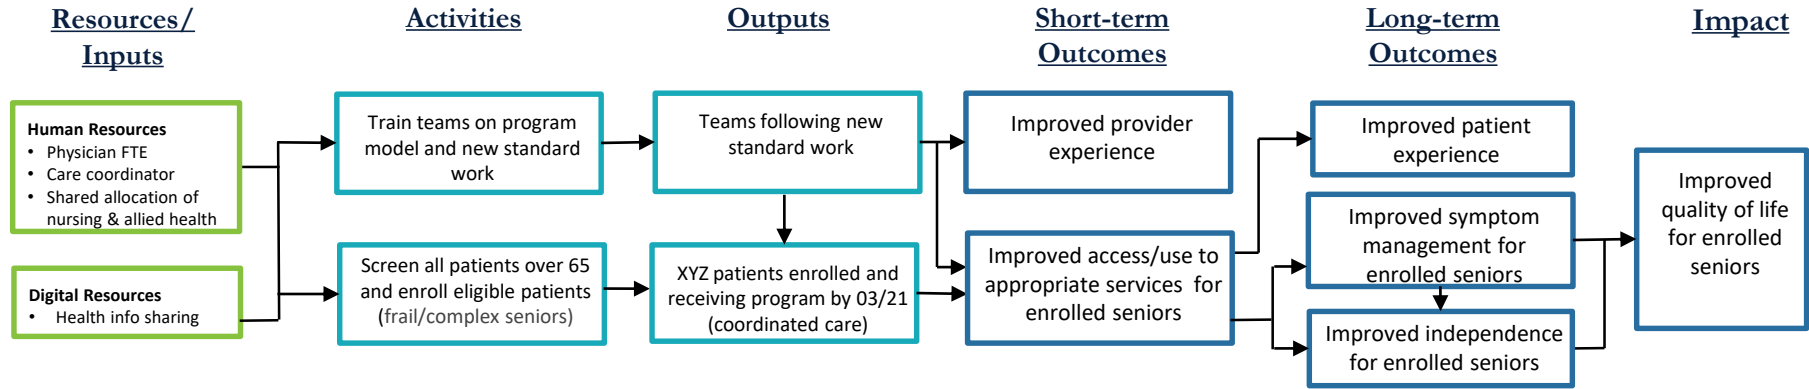 Resources/
Inputs
Activities
Outputs
Short-term
Outcomes
Long-term
Outcomes
Impact
Human Resources
• Physician FTE
• Care coordinator
• Shared allocation of
nursing & allied health
Digital Resources
• Health info sharing
Train teams on program
model and new standard
work
Screen all patients over 65
and enroll eligible patients
(frail/complex seniors)
Teams following new
standard work
XYZ patients enrolled and
receiving program by 03/21
(coordinated care)
Improved provider
experience
Improved access/use to
appropriate services for
enrolled seniors
Improved patient
experience
Improved symptom
management for
enrolled seniors
Improved independence
for enrolled seniors
Improved
quality of life
for enrolled
seniors